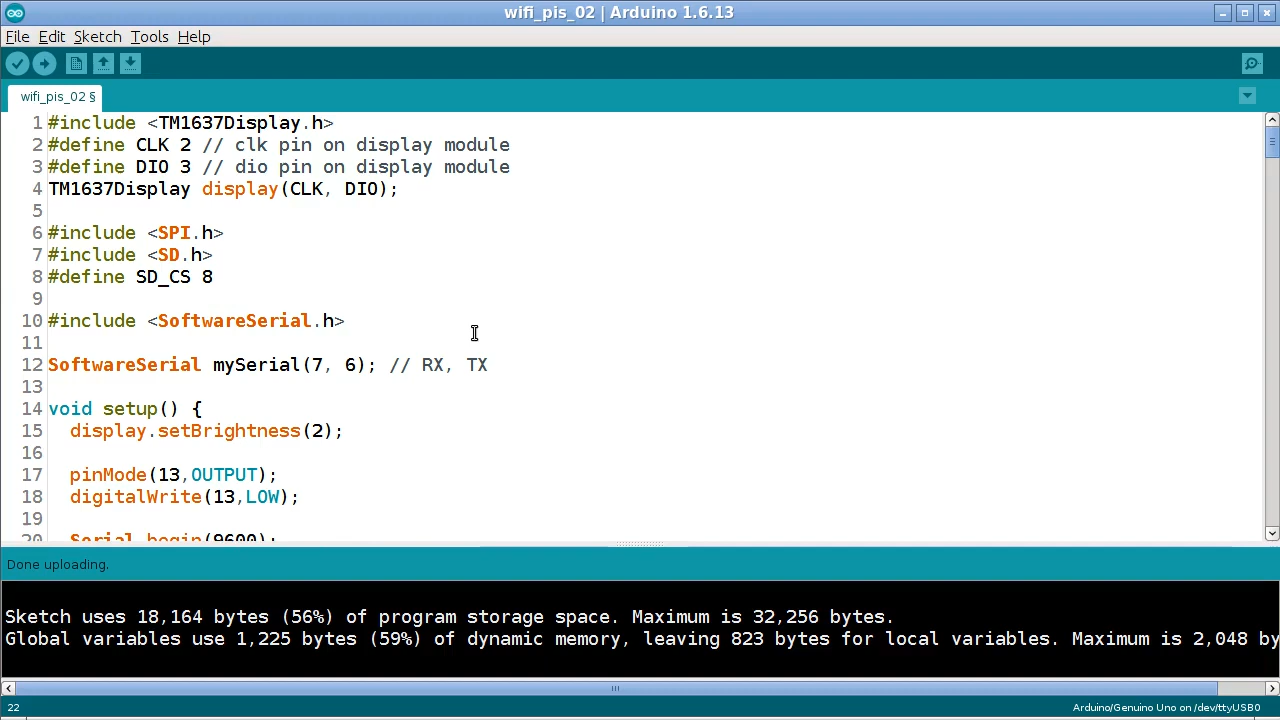 wifi_pis_02 | Arduino 1.6.13
File Edit Sketch Tools Help
wifi_pis_02 §
1 #include <TM1637Display.h>
2 #define CLK 2 // clk pin on display module
3 #define DIO 3 // dio pin on display module
4 TM1637Display display(CLK, DIO);
5
6 #include <SPI.h>
7 #include <SD.h>
8 #define SD_CS 8
9
10 #include <SoftwareSerial.h>
11
12 SoftwareSerial mySerial(7, 6); // RX, TX
13
14 void setup() {
15 display.setBrightness(2);
16
17 pinMode(13,OUTPUT);
18 digitalWrite(13,LOW);
19
20 Serial.begin(9600);
Done uploading.
Sketch uses 18,164 bytes (56%) of program storage space. Maximum is 32,256 bytes.
Global variables use 1,225 bytes (59%) of dynamic memory, leaving 823 bytes for local variables. Maximum is 2,048 by
22
Arduino/Genuino Uno on /dev/ttyUSB0